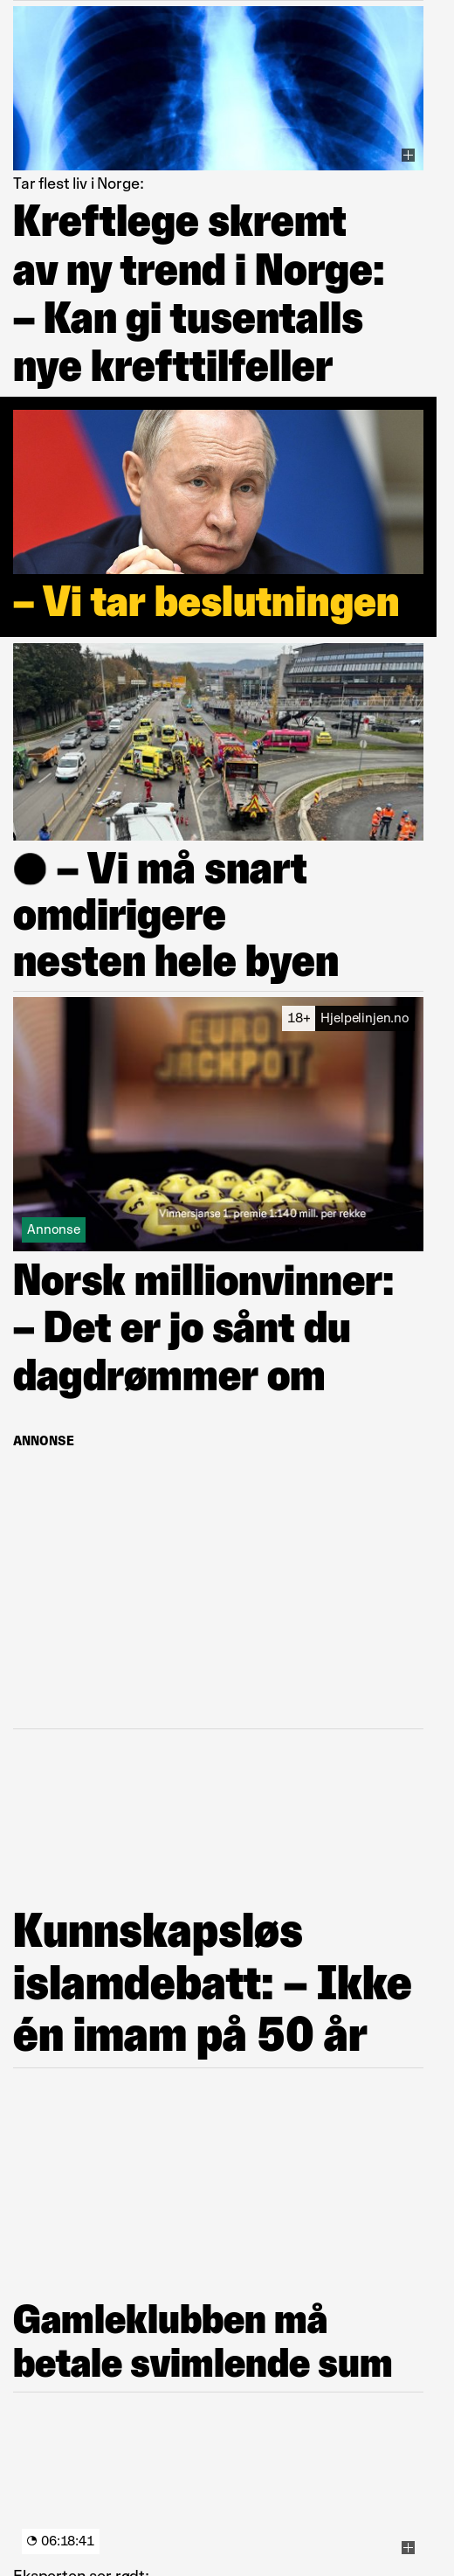 Tar flest liv i Norge:
Kreftlege skremt
av ny trend i Norge:
– Kan gi tusentalls
nye krefttilfeller
– Vi tar beslutningen
– Vi må snart
omdirigere
nesten hele byen
18+ Hjelpelinjen.no
EURO
JACKPOT
Vinnersjanse 1. premie 1:140 mill. per rekke
Annonse
Norsk millionvinner:
– Det er jo sånt du
dagdrømmer om
ANNONSE
Kunnskapsløs
islamdebatt: – Ikke
én imam på 50 år
Gamleklubben må
betale svimlende sum
06:18:41
Eksperten ser rødt: